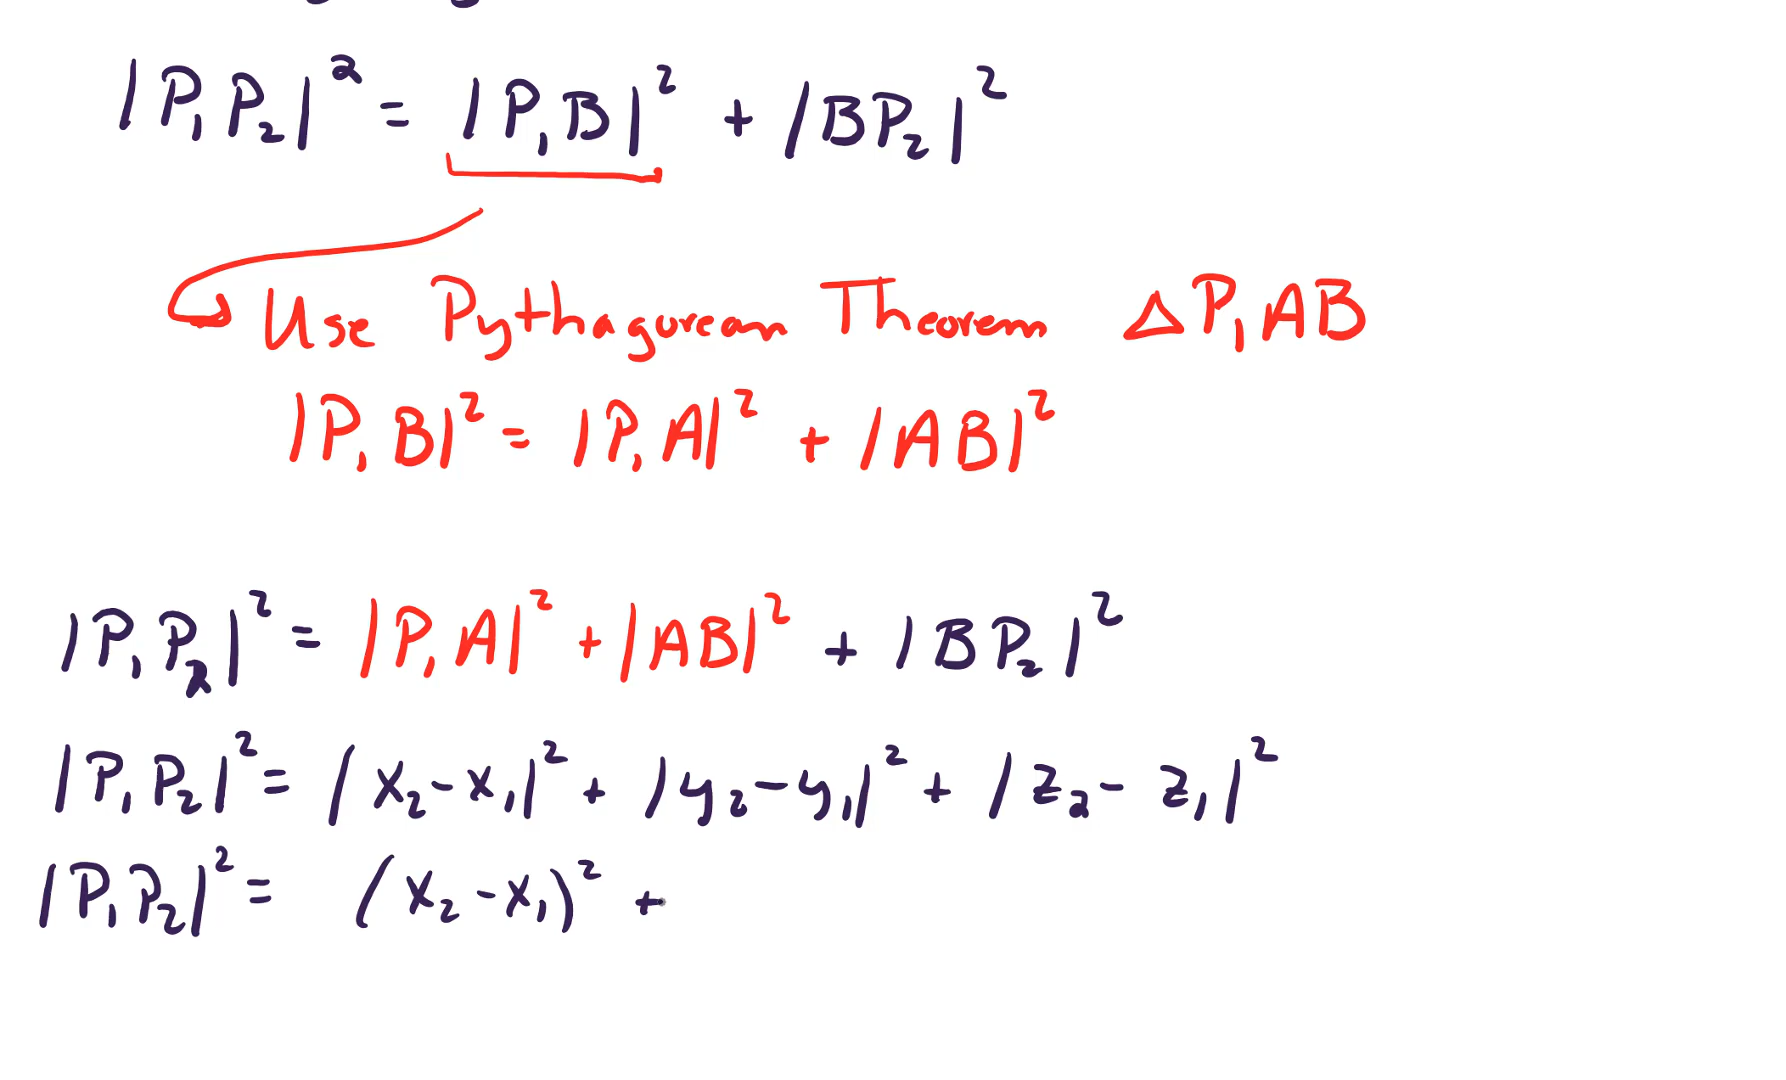 |P₁P₂|² = |P₁B|² + |BP₂|²
Use Pythagorean Theorem △P₁AB
|P₁B|² = |P₁A|² + |AB|²
|P₁P₂|² = |P₁A|² + |AB|² + |BP₂|²
|P₁P₂|² = |x₂-x₁|² + |y₂-y₁|² + |z₂-z₁|²
|P₁P₂|² = (x₂-x₁)² +